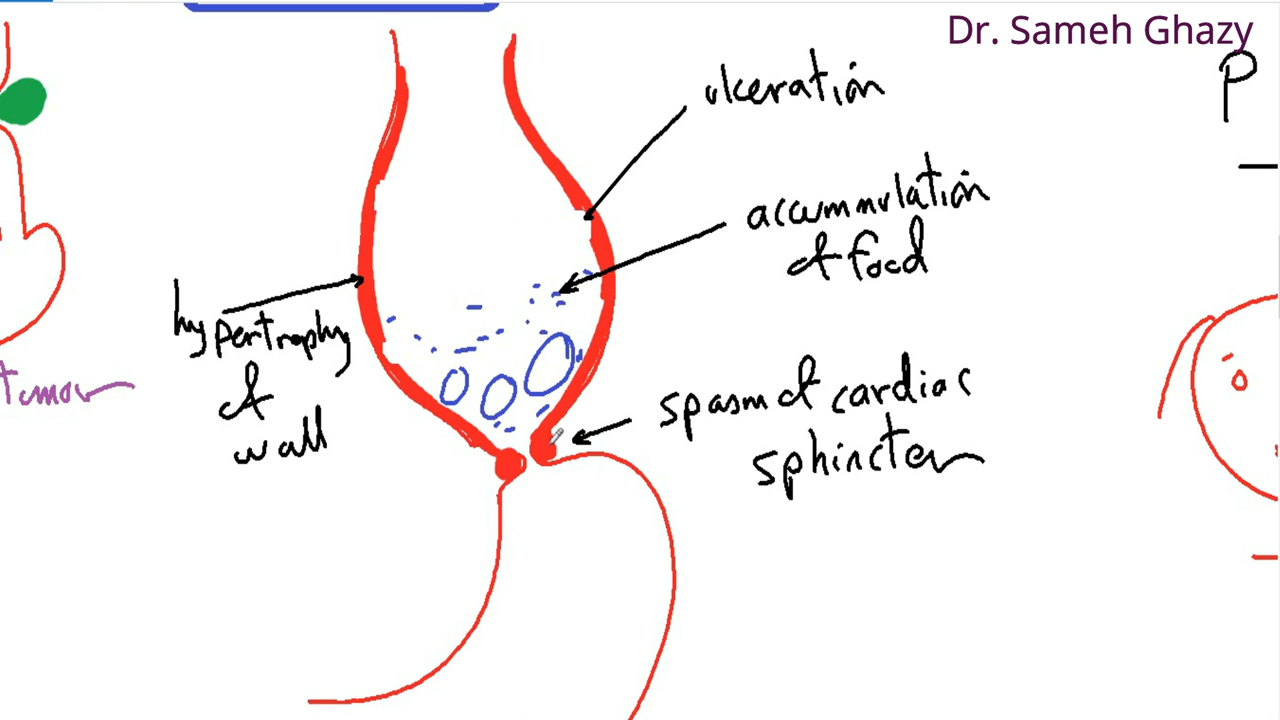 Dr. Sameh Ghazy
P
ulceration
accumulation
of food
hypertrophy
of
wall
spasm of cardiac
sphincter
tumor